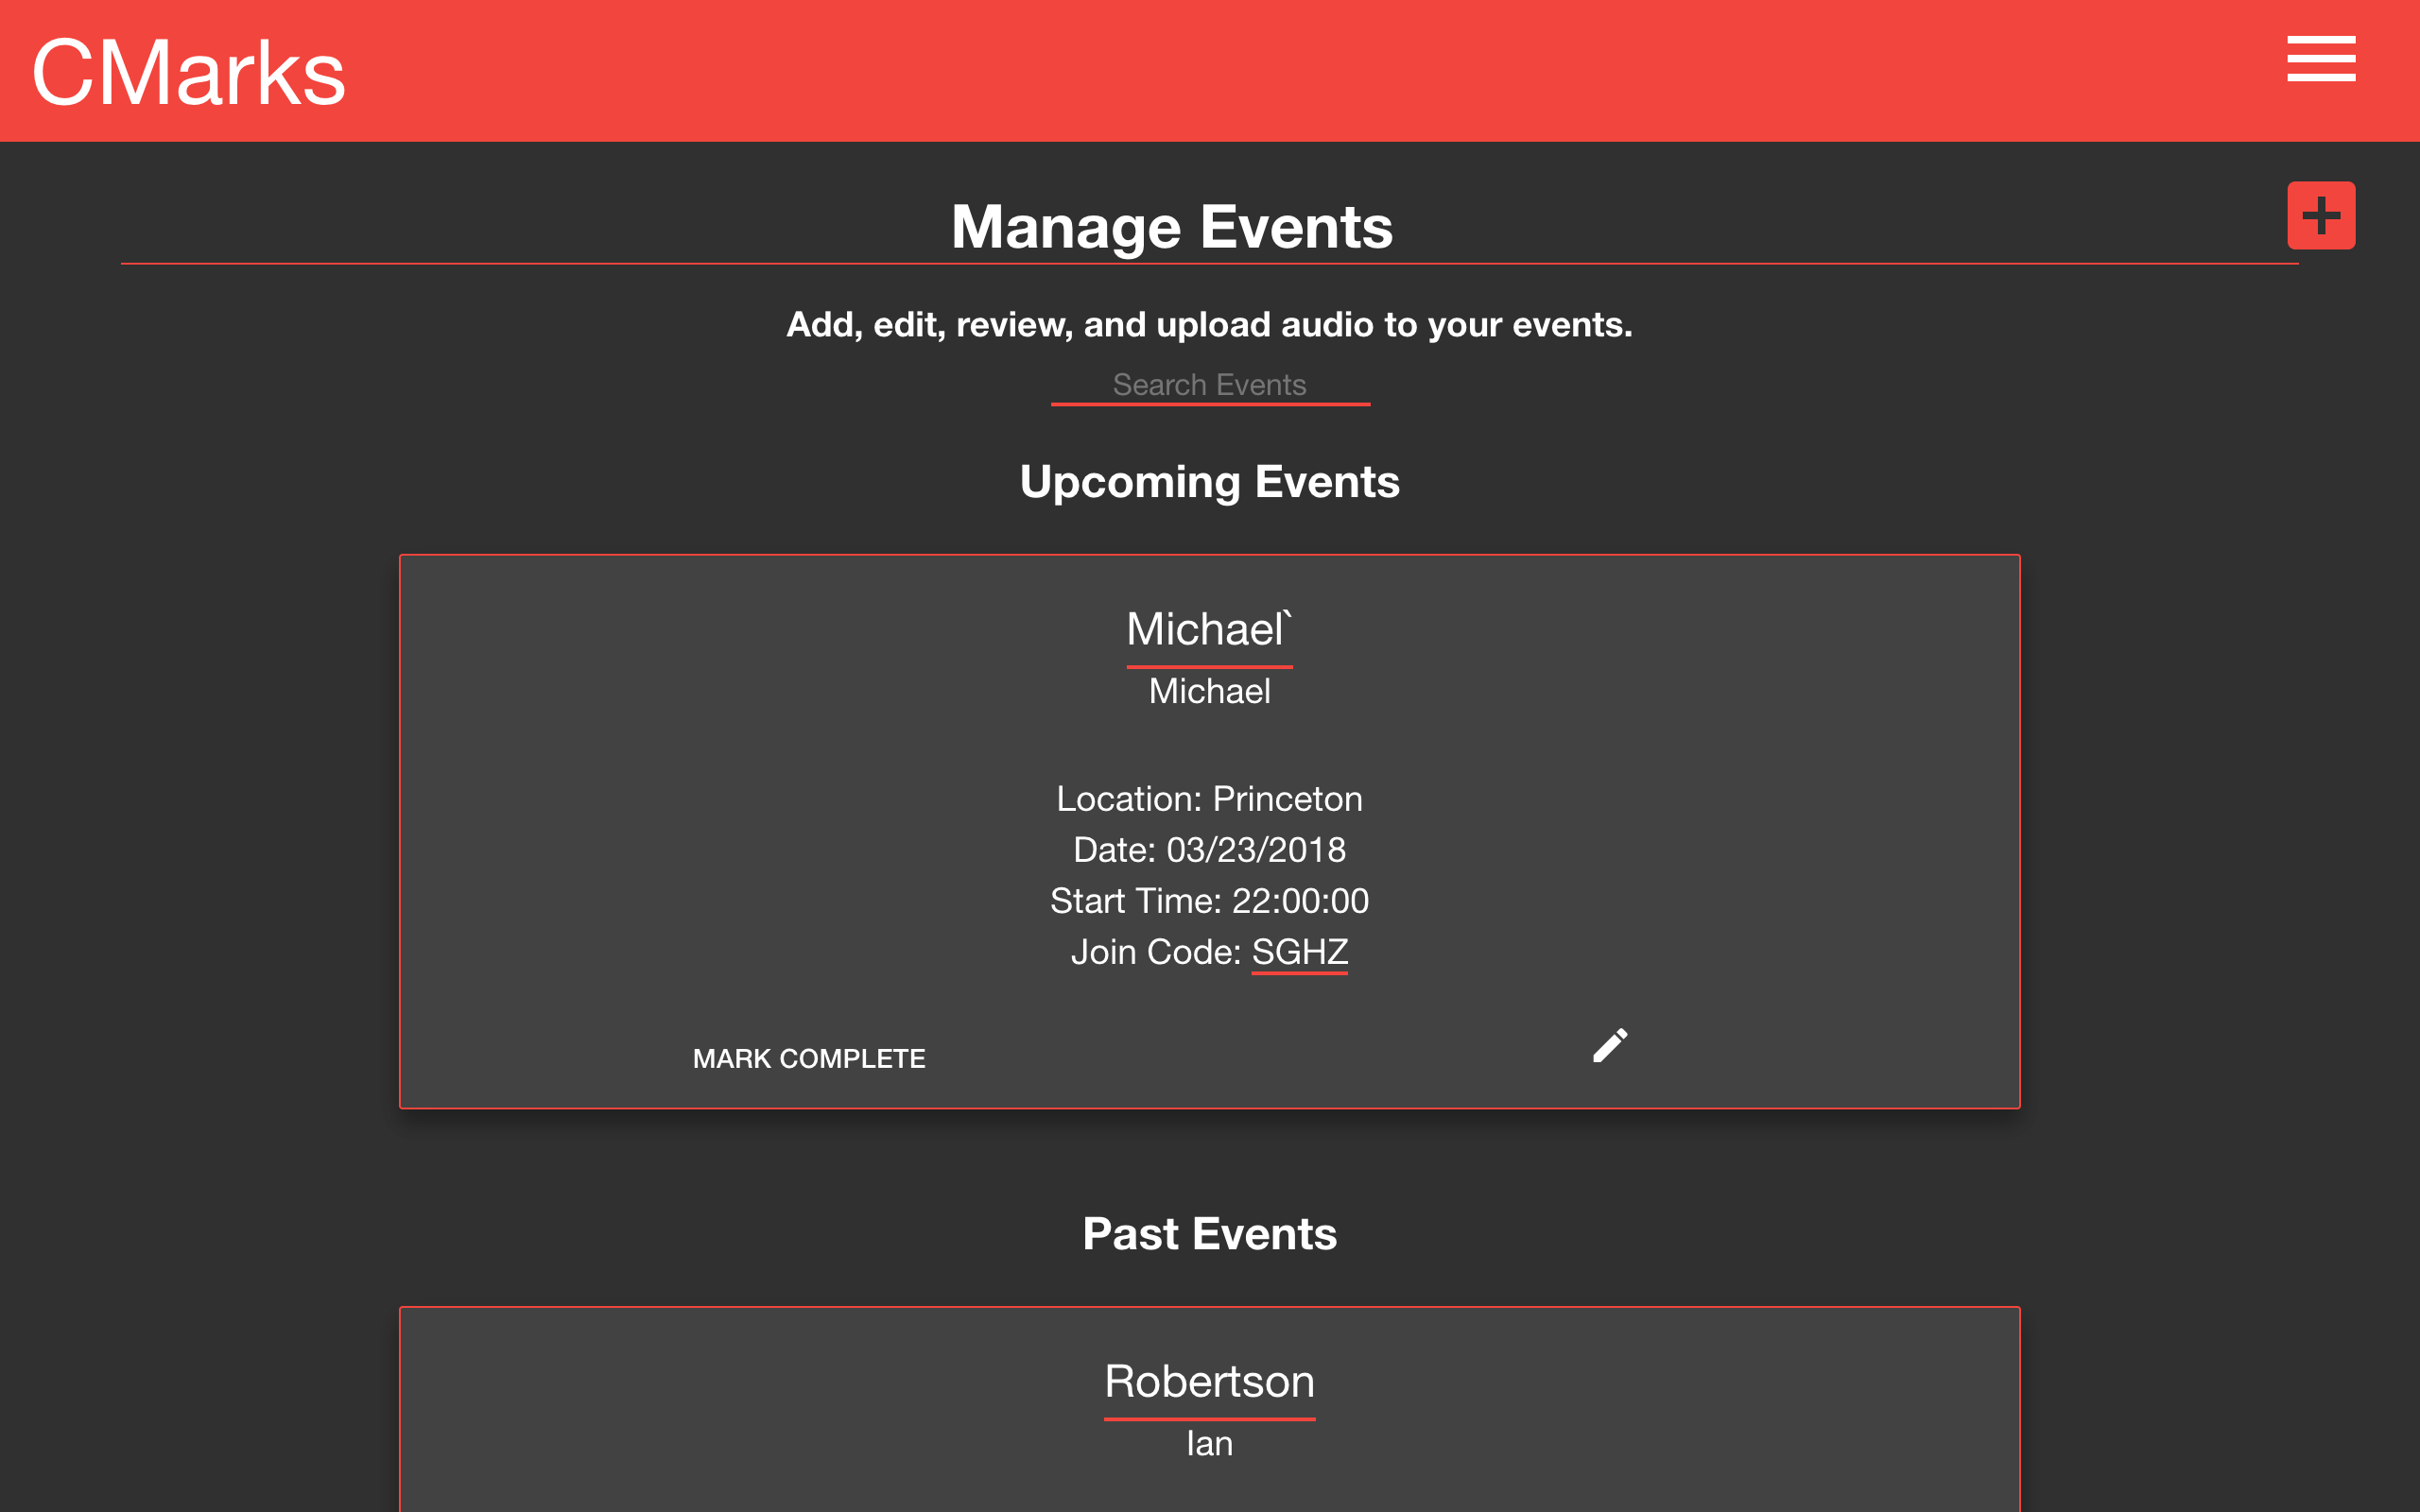 CMarks
Manage Events
Add, edit, review, and upload audio to your events.
Search Events
Upcoming Events
Michael`
Michael
Location: Princeton
Date: 03/23/2018
Start Time: 22:00:00
Join Code: SGHZ
MARK COMPLETE
Past Events
Robertson
Ian